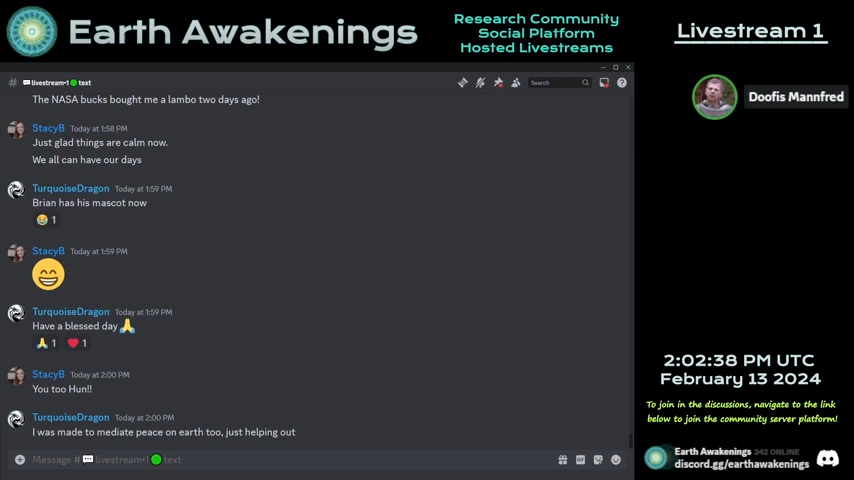 Earth Awakenings
Research Community
Social Platform
Hosted Livestreams
Livestream 1
# 💬livestream•1🟢text
Search
The NASA bucks bought me a lambo two days ago!
StacyB Today at 1:58 PM
Just glad things are calm now.
We all can have our days
TurquoiseDragon Today at 1:59 PM
Brian has his mascot now
😂 1
StacyB Today at 1:59 PM
😁
TurquoiseDragon Today at 1:59 PM
Have a blessed day🙏
🙏 1 ❤️ 1
StacyB Today at 2:00 PM
You too Hun!!
TurquoiseDragon Today at 2:00 PM
I was made to mediate peace on earth too, just helping out
Message #💬livestream•1🟢text
GIF
Doofis Mannfred
2:02:38 PM UTC
February 13 2024
To join in the discussions, navigate to the link
below to join the community server platform!
Earth Awakenings 342 ONLINE
discord.gg/earthawakenings